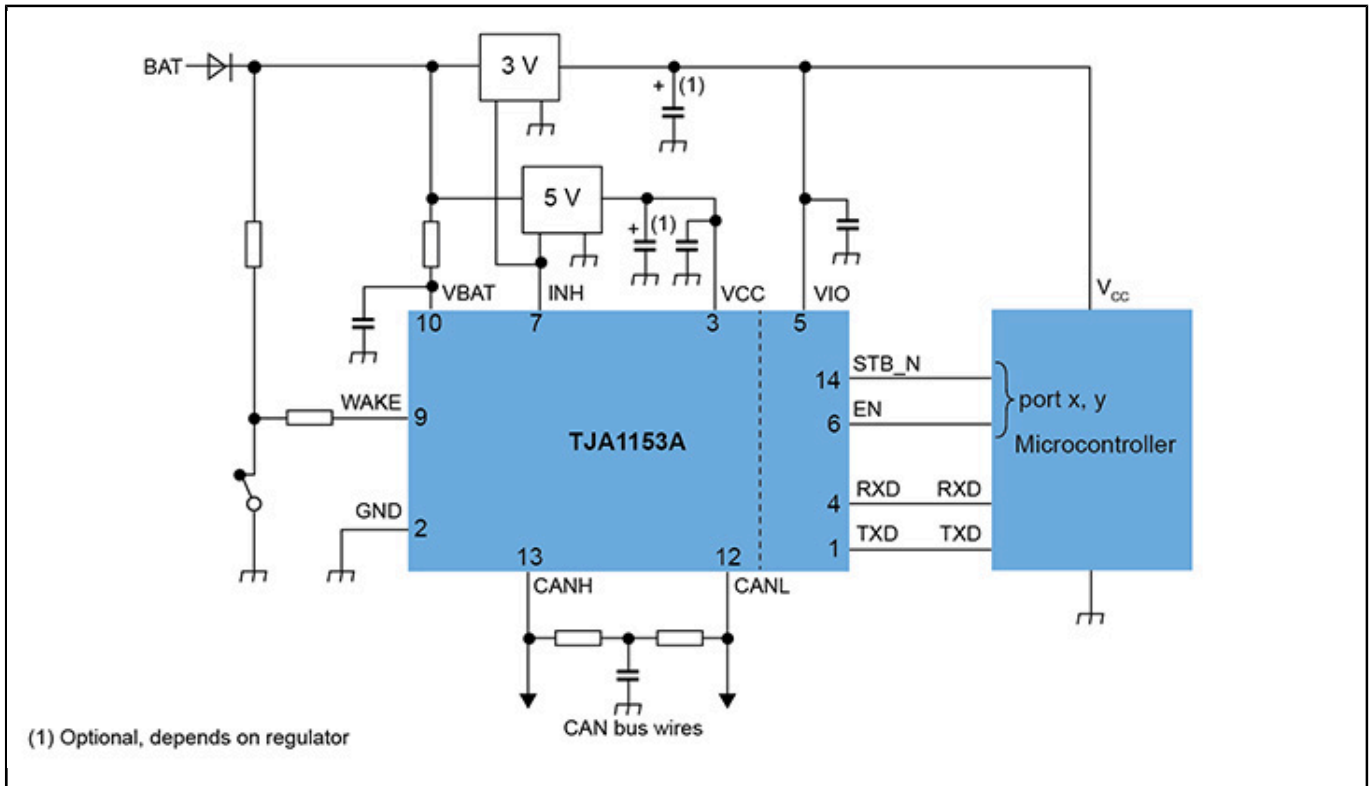 BAT
3 V
+ (1)
5 V
+ (1)
VBAT
INH
VCC
VIO
Vcc
10
7
3
5
14 STB_N
6 EN
port x, y
Microcontroller
WAKE
9
TJA1153A
4 RXD RXD
1 TXD TXD
GND
2
13
12
CANH
CANL
CAN bus wires
(1) Optional, depends on regulator